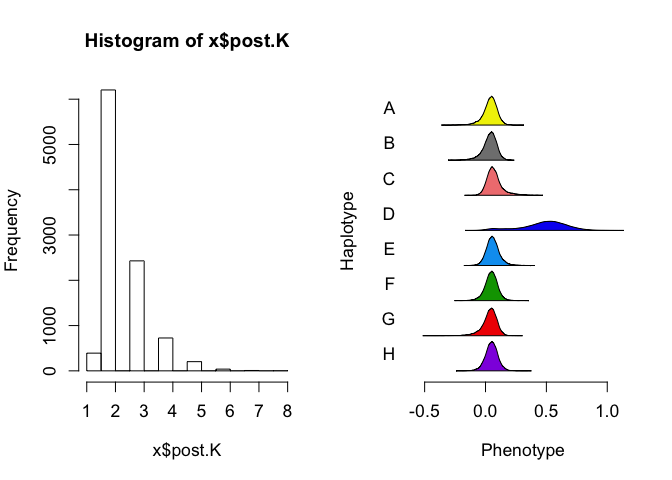 Histogram of x$post.K
Frequency
0
1000
3000
5000
1 2 3 4 5 6 7 8
x$post.K
Haplotype
A
B
C
D
E
F
G
H
-0.5 0.0 0.5 1.0
Phenotype